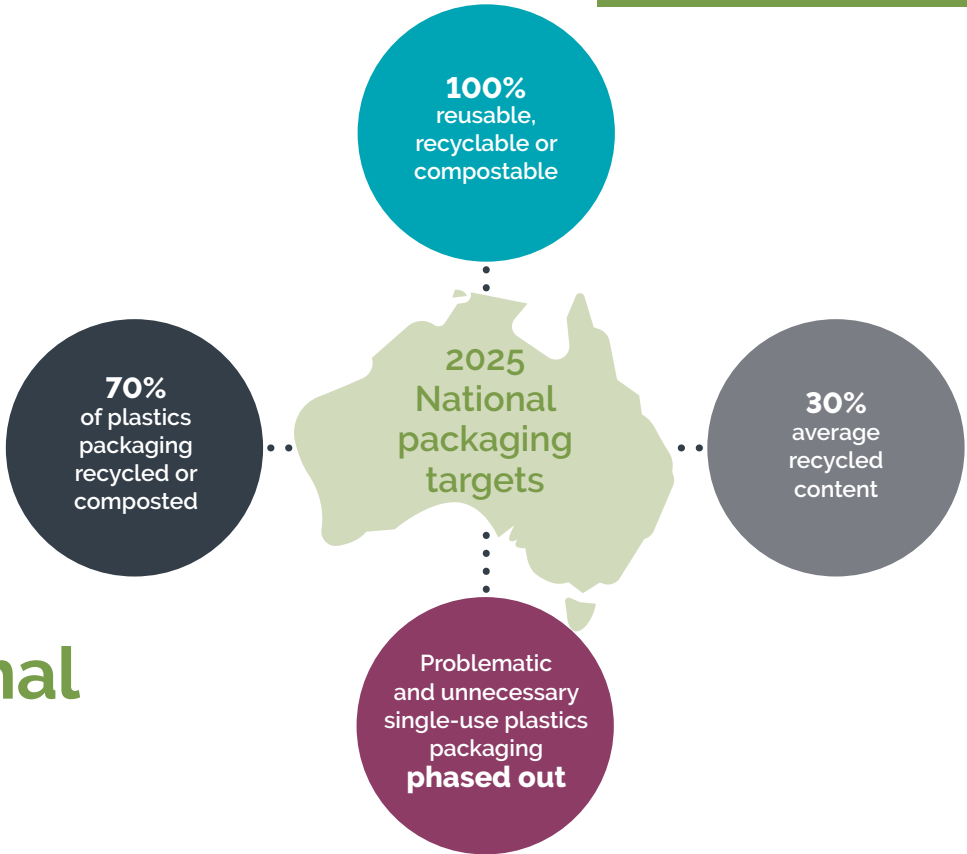 100%
reusable,
recyclable or
compostable
2025
National
packaging
targets
70%
of plastics
packaging
recycled or
composted
30%
average
recycled
content
nal
Problematic
and unnecessary
single-use plastics
packaging
phased out